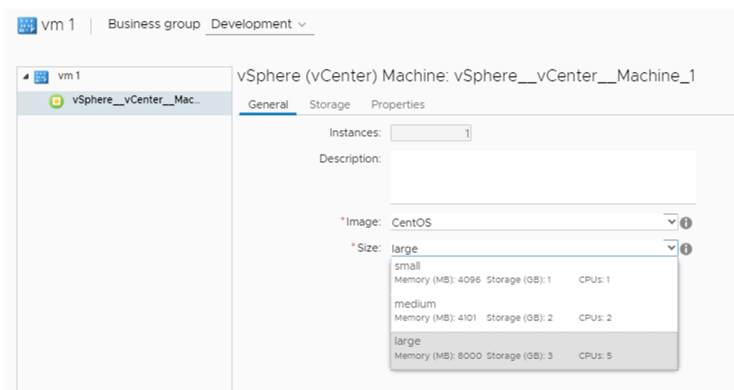 vm 1
Business group Development
vm 1
vSphere__vCenter__Mac...
vSphere (vCenter) Machine: vSphere__vCenter__Machine_1
General Storage Properties
Instances: 1
Description:
*Image: CentOS
*Size: large
small
Memory (MB): 4096 Storage (GB): 1 CPUs: 1
medium
Memory (MB): 4101 Storage (GB): 2 CPUs: 2
large
Memory (MB): 8000 Storage (GB): 3 CPUs: 5